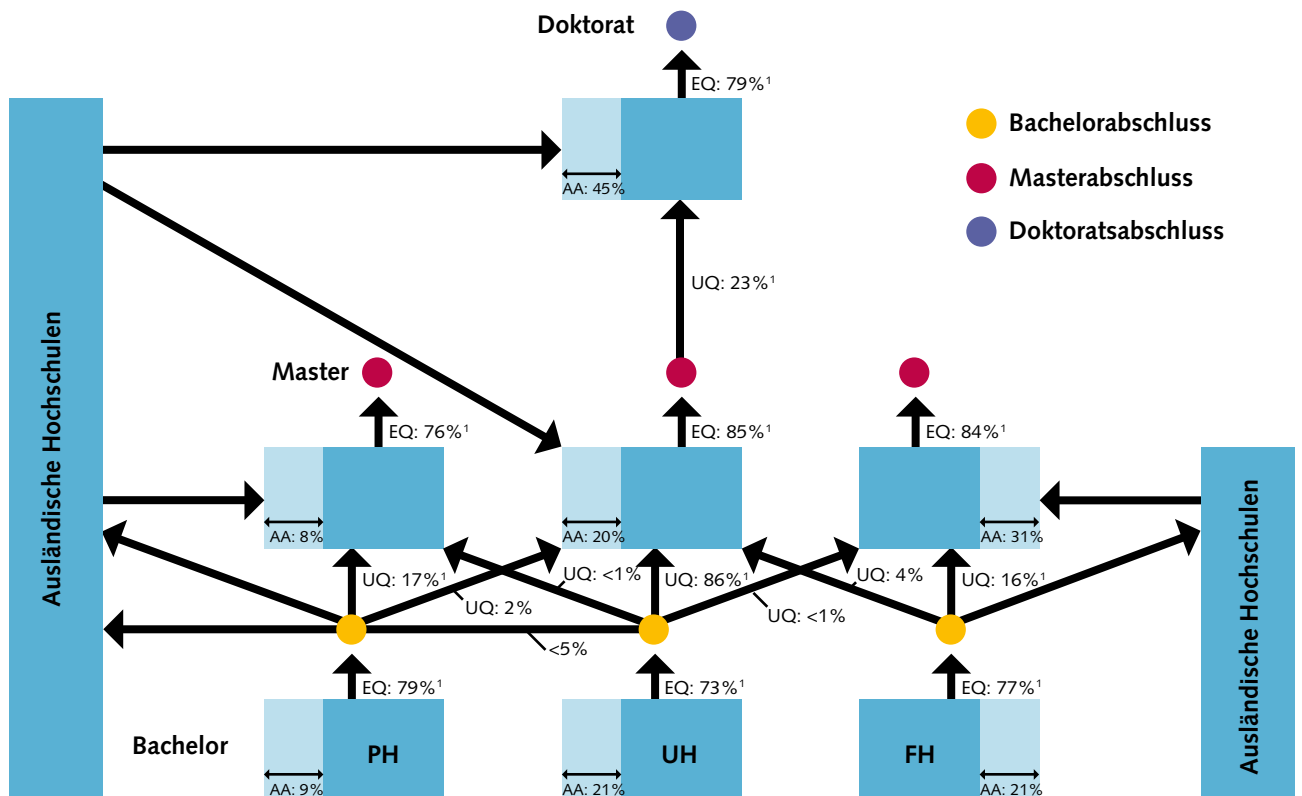 Doktorat
EQ: 79%¹
Bachelorabschluss
AA: 45%
Masterabschluss
Doktoratsabschluss
UQ: 23%¹
Ausländische Hochschulen
Master
EQ: 76%¹
EQ: 85%¹
EQ: 84%¹
AA: 8%
AA: 20%
AA: 31%
UQ: 17%¹
UQ: <1%
UQ: 86%¹
UQ: 4%
UQ: 16%¹
UQ: 2%
UQ: <1%
<5%
Ausländische Hochschulen
EQ: 79%¹
EQ: 73%¹
EQ: 77%¹
Bachelor
PH
UH
FH
AA: 9%
AA: 21%
AA: 21%